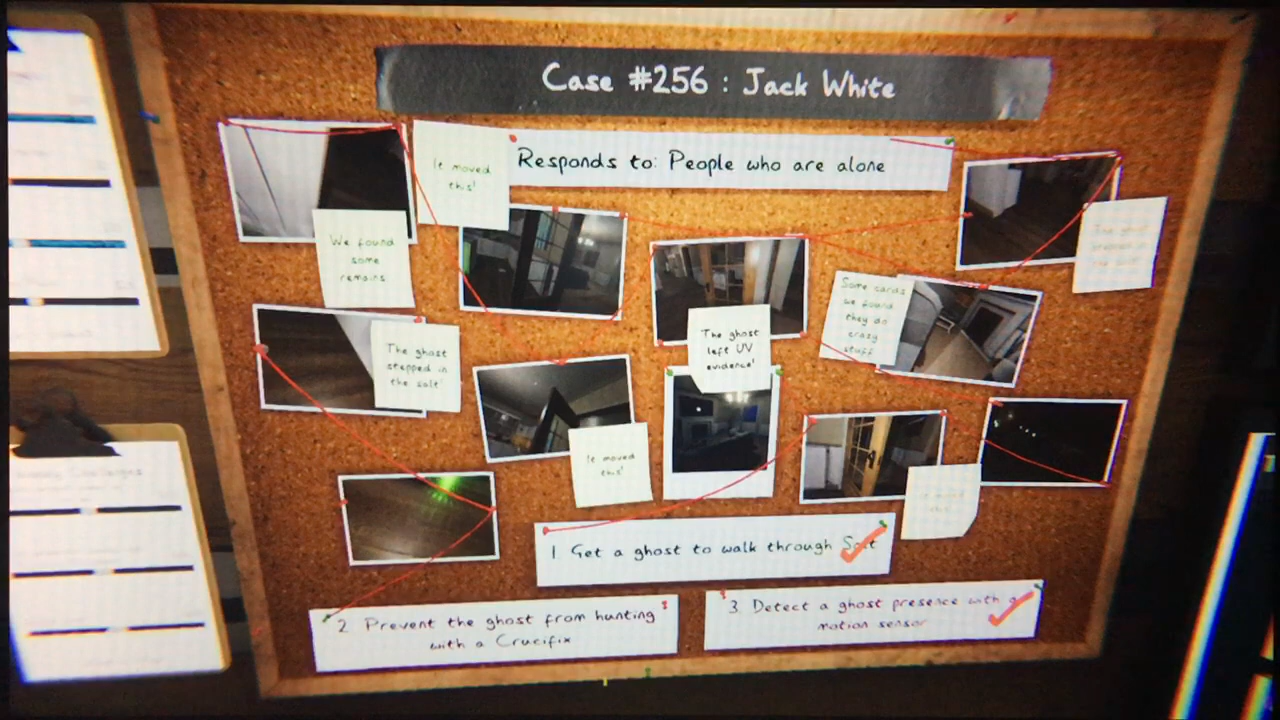 Case #256 : Jack White
Responds to: People who are alone
It moved
this!
We found
some
remains
Some cards
we found
they do
crazy
stuff
The ghost
left UV
evidence!
The ghost
stepped in
the salt!
It moved
this!
1 Get a ghost to walk through Salt
2 Prevent the ghost from hunting
with a Crucifix
3 Detect a ghost presence with a
motion sensor